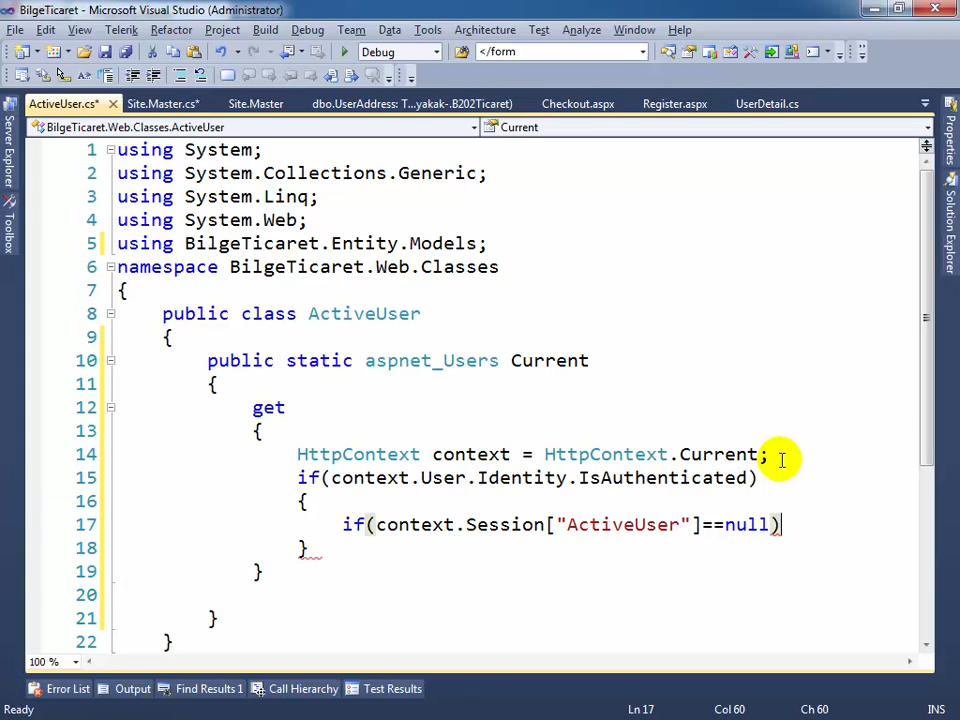 BilgeTicaret - Microsoft Visual Studio (Administrator)
File Edit View Telerik Refactor Project Build Debug Team Data Tools Architecture Test Analyze Window Help
Debug </form
ActiveUser.cs* Site.Master.cs* Site.Master dbo.UserAddress: T...yakak-.B202Ticaret) Checkout.aspx Register.aspx UserDetail.cs
BilgeTicaret.Web.Classes.ActiveUser Current
Server Explorer
Toolbox
Properties
Solution Explorer
1 using System;
2 using System.Collections.Generic;
3 using System.Linq;
4 using System.Web;
5 using BilgeTicaret.Entity.Models;
6 namespace BilgeTicaret.Web.Classes
7 {
8 public class ActiveUser
9 {
10 public static aspnet_Users Current
11 {
12 get
13 {
14 HttpContext context = HttpContext.Current;
15 if(context.User.Identity.IsAuthenticated)
16 {
17 if(context.Session["ActiveUser"]==null)
18 }
19 }
20
21 }
22 }
100 %
Error List Output Find Results 1 Call Hierarchy Test Results
Ready Ln 17 Col 60 Ch 60 INS